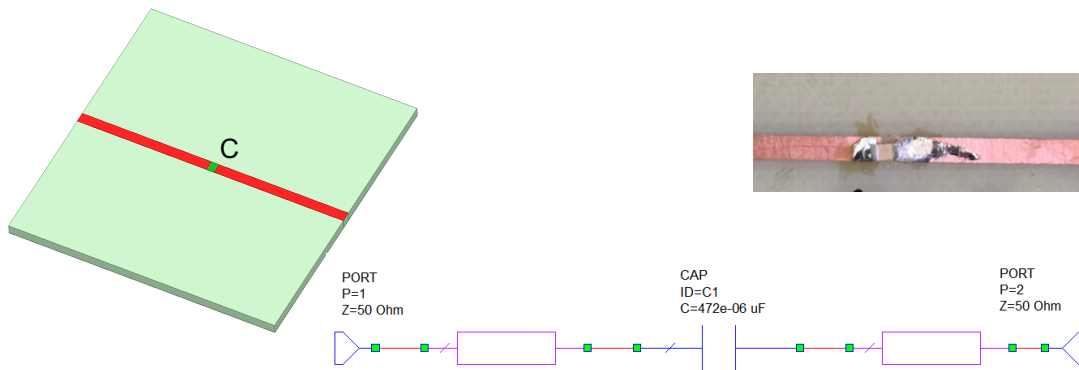 C
PORT
P=1
Z=50 Ohm
CAP
ID=C1
C=472e-06 uF
PORT
P=2
Z=50 Ohm